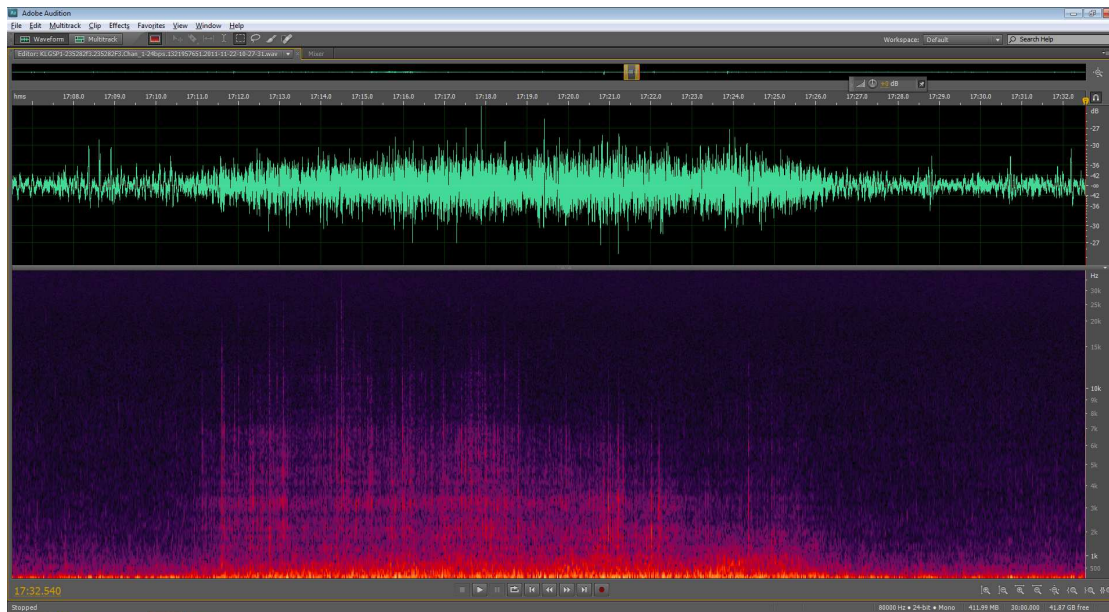 Adobe Audition
File Edit Multitrack Clip Effects Favorites View Window Help
Waveform Multitrack
Workspace: Default Search Help
Mixer
+0 dB
hms 17:08.0 17:09.0 17:10.0 17:11.0 17:12.0 17:13.0 17:14.0 17:15.0 17:16.0 17:17.0 17:18.0 17:19.0 17:20.0 17:21.0 17:22.0 17:23.0 17:24.0 17:25.0 17:26.0 17:27.0 17:28.0 17:29.0 17:30.0 17:31.0 17:32.0
dB
-27
-30
-36
-42
-∞
-42
-36
-30
-27
Hz
25k
20k
15k
10k
9k
8k
7k
6k
5k
4k
3k
2k
1k
500
17:32.540
Stopped
80000 Hz • 24-bit • Mono 411.99 MB 30:00.000 41.87 GB free